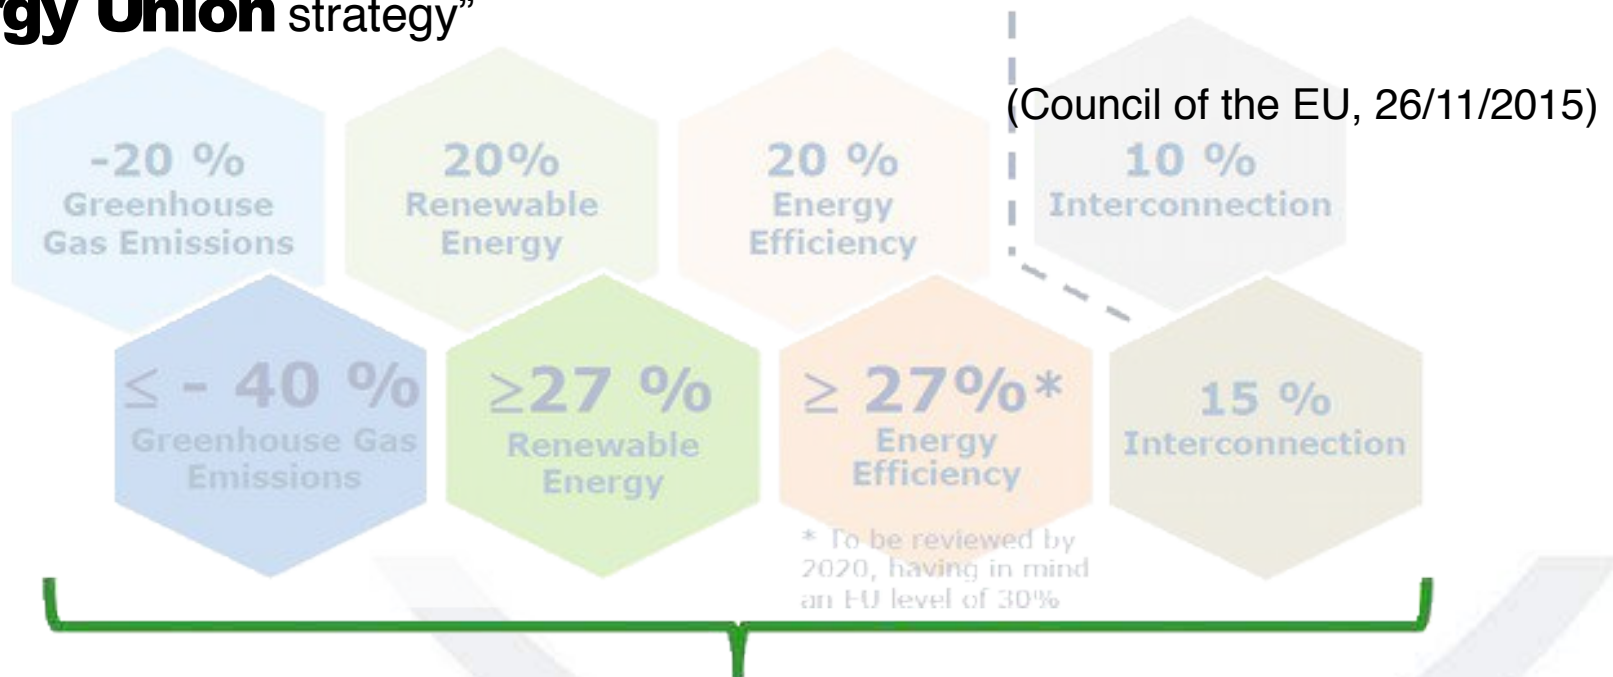 rgy Union strategy”
(Council of the EU, 26/11/2015)
-20 %
Greenhouse
Gas Emissions
20%
Renewable
Energy
20 %
Energy
Efficiency
10 %
Interconnection
≤ - 40 %
Greenhouse Gas
Emissions
≥27 %
Renewable
Energy
≥ 27%*
Energy
Efficiency
* To be reviewed by
2020, having in mind
an EU level of 30%
15 %
Interconnection